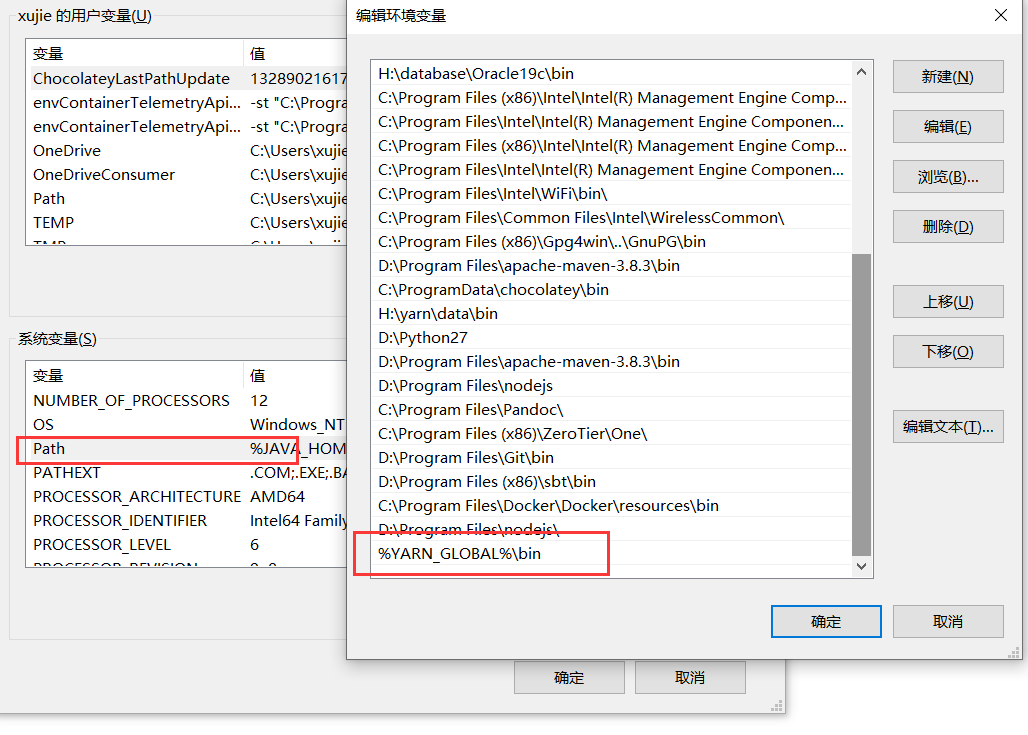 xujie 的用户变量(U)
变量 值
ChocolateyLastPathUpdate 13289021617
envContainerTelemetryApi... -st "C:\Progra
envContainerTelemetryApi... -st "C:\Progra
OneDrive C:\Users\xujie
OneDriveConsumer C:\Users\xujie
Path C:\Users\xujie
TEMP C:\Users\xujie
TMP C:\Users\xujie
系统变量(S)
变量 值
NUMBER_OF_PROCESSORS 12
OS Windows_NT
Path %JAVA_HOM
PATHEXT .COM;.EXE;.BA
PROCESSOR_ARCHITECTURE AMD64
PROCESSOR_IDENTIFIER Intel64 Family
PROCESSOR_LEVEL 6
PROCESSOR_REVISION
确定
取消
编辑环境变量
H:\database\Oracle19c\bin
C:\Program Files (x86)\Intel\Intel(R) Management Engine Comp...
C:\Program Files\Intel\Intel(R) Management Engine Componen...
C:\Program Files (x86)\Intel\Intel(R) Management Engine Comp...
C:\Program Files\Intel\Intel(R) Management Engine Componen...
C:\Program Files\Intel\WiFi\bin\
C:\Program Files\Common Files\Intel\WirelessCommon\
C:\Program Files (x86)\Gpg4win\..\GnuPG\bin
D:\Program Files\apache-maven-3.8.3\bin
C:\ProgramData\chocolatey\bin
H:\yarn\data\bin
D:\Python27
D:\Program Files\apache-maven-3.8.3\bin
D:\Program Files\nodejs
C:\Program Files\Pandoc\
C:\Program Files (x86)\ZeroTier\One\
D:\Program Files\Git\bin
D:\Program Files (x86)\sbt\bin
C:\Program Files\Docker\Docker\resources\bin
D:\Program Files\nodejs\
%YARN_GLOBAL%\bin
新建(N)
编辑(E)
浏览(B)...
删除(D)
上移(U)
下移(O)
编辑文本(T)...
确定
取消